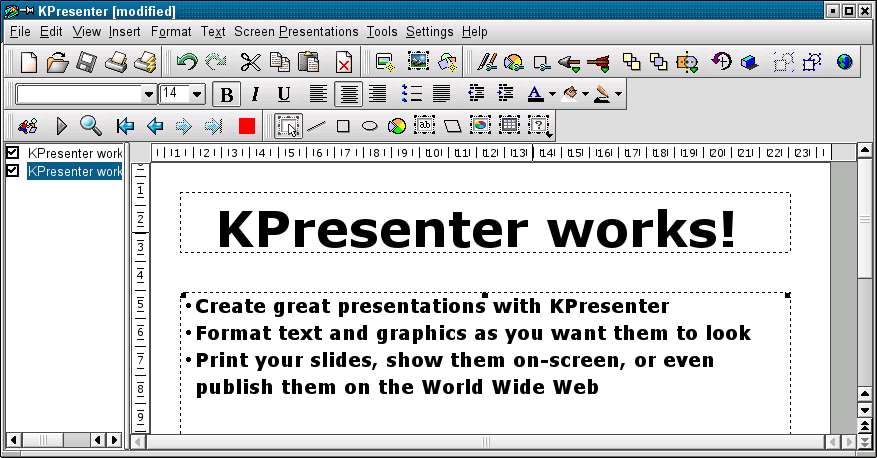 KPresenter [modified]
File Edit View Insert Format Text Screen Presentations Tools Settings Help
14 B I U
ab ?
KPresenter work
KPresenter work
1 2 3 4 5 6 7 8 9 10 11 12 13 14 15 16 17 18 19 20 21 22 23
1
2
3
4
5
6
7
8
9
KPresenter works!
•Create great presentations with KPresenter
•Format text and graphics as you want them to look
•Print your slides, show them on-screen, or even
publish them on the World Wide Web